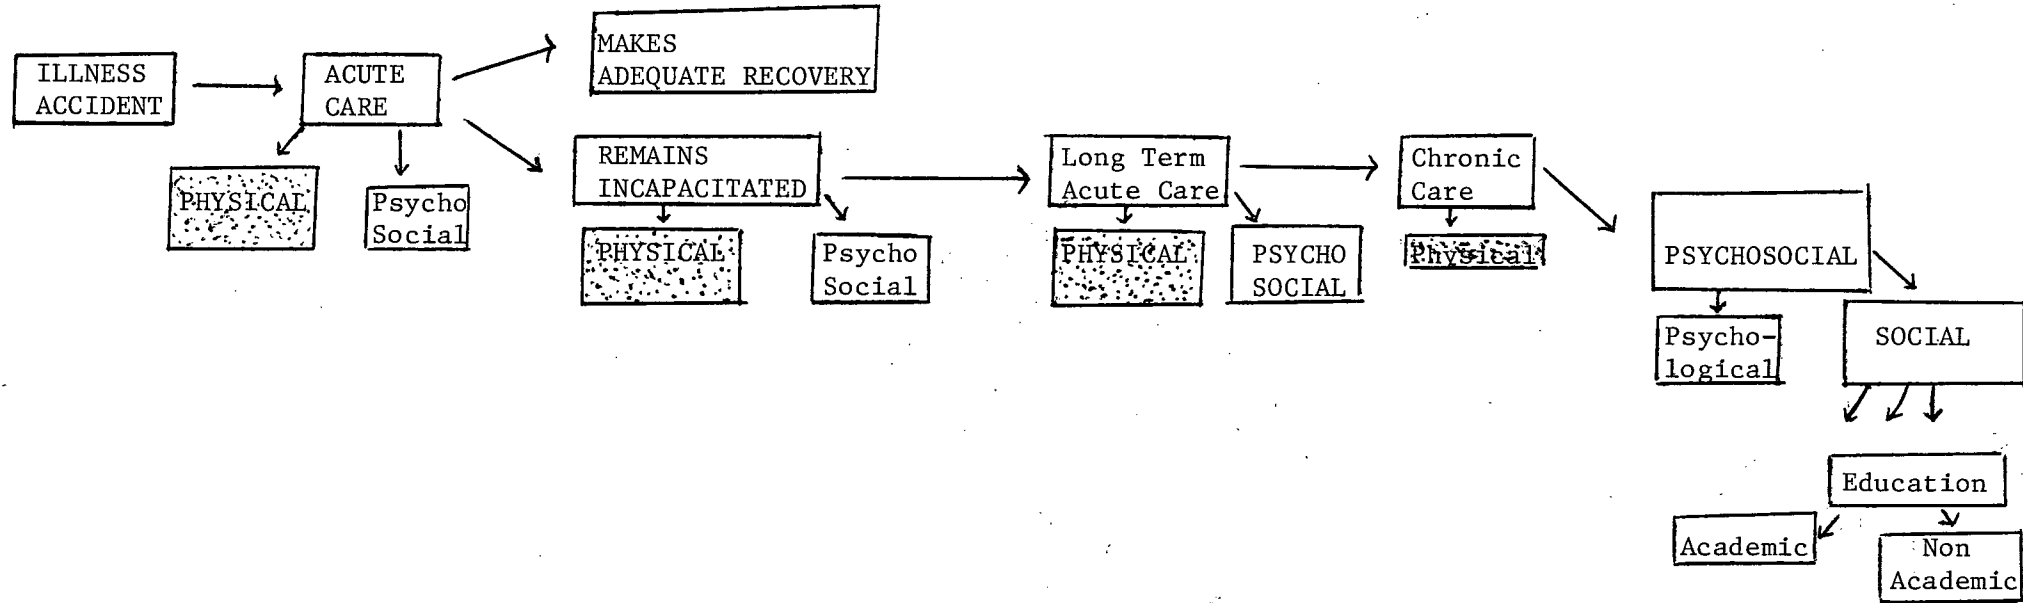 ILLNESS
ACCIDENT
ACUTE
CARE
PHYSICAL
Psycho
Social
MAKES
ADEQUATE RECOVERY
REMAINS
INCAPACITATED
PHYSICAL
Psycho
Social
Long Term
Acute Care
PHYSICAL
PSYCHO
SOCIAL
Chronic
Care
Physical
PSYCHOSOCIAL
Psycho-
logical
SOCIAL
Education
Academic
Non
Academic